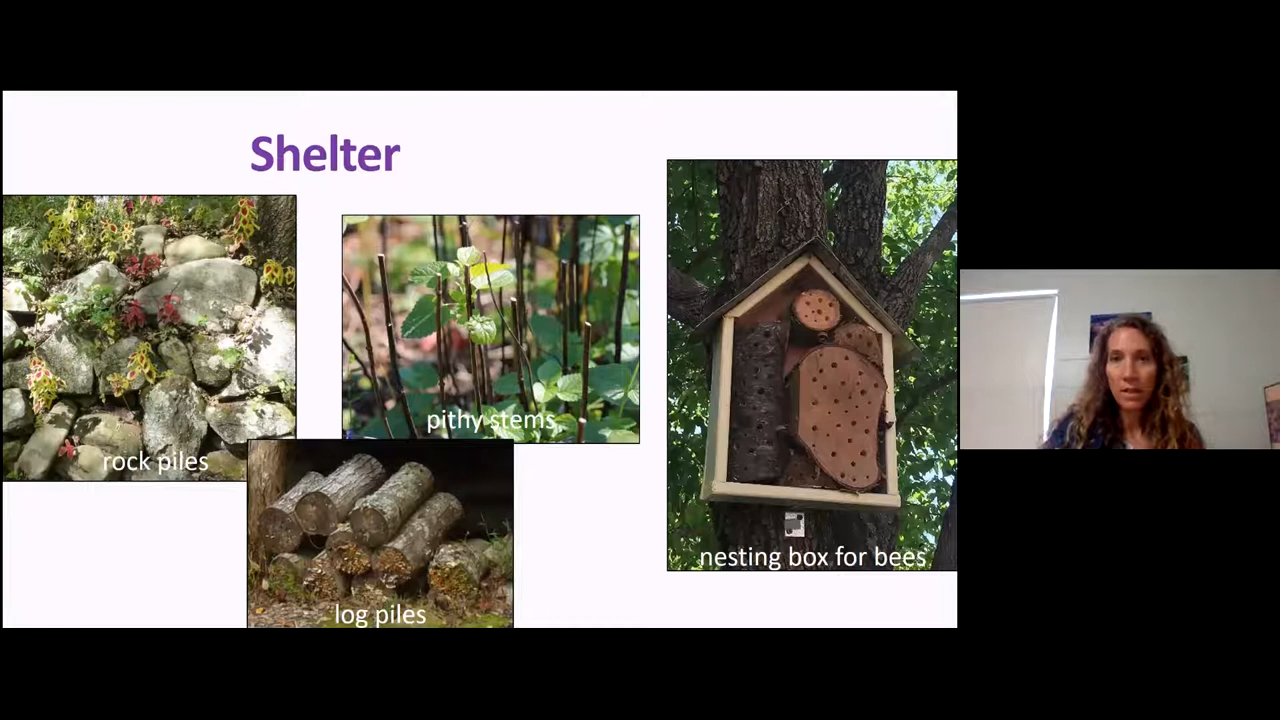 Shelter
rock piles
pithy stems
log piles
nesting box for bees